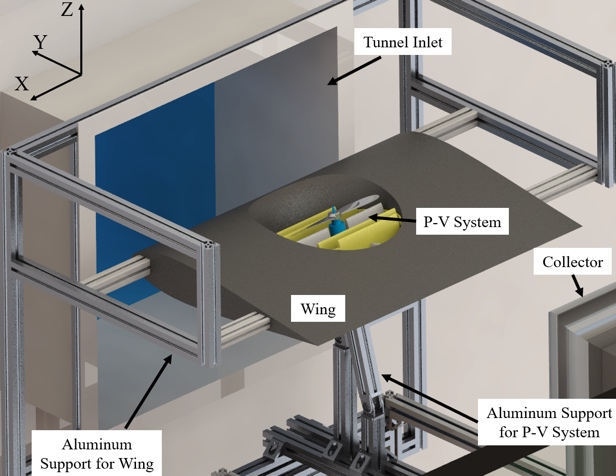 Z
Y
X
Tunnel Inlet
P-V System
Collector
Wing
Aluminum Support
for P-V System
Aluminum
Support for Wing